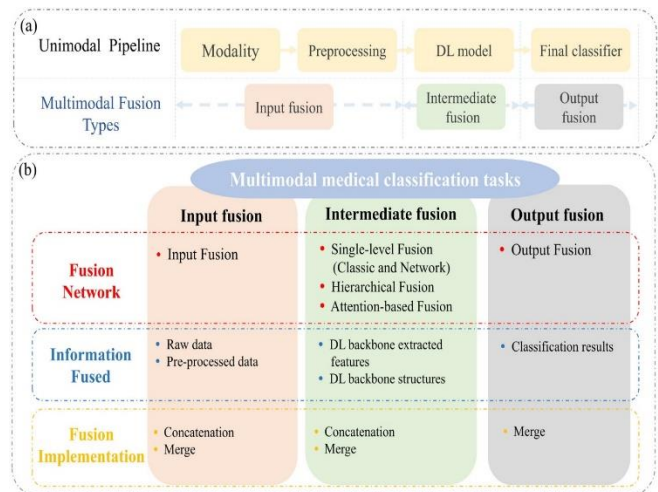 (a)
Unimodal Pipeline
Modality
Preprocessing
DL model
Final classifier
Multimodal Fusion
Types
Input fusion
Intermediate
fusion
Output
fusion
(b)
Multimodal medical classification tasks
Input fusion
Intermediate fusion
Output fusion
Fusion
Network
• Input Fusion
• Single-level Fusion
(Classic and Network)
• Hierarchical Fusion
• Attention-based Fusion
• Output Fusion
Information
Fused
• Raw data
• Pre-processed data
• DL backbone extracted
features
• DL backbone structures
• Classification results
Fusion
Implementation
• Concatenation
• Merge
• Concatenation
• Merge
• Merge